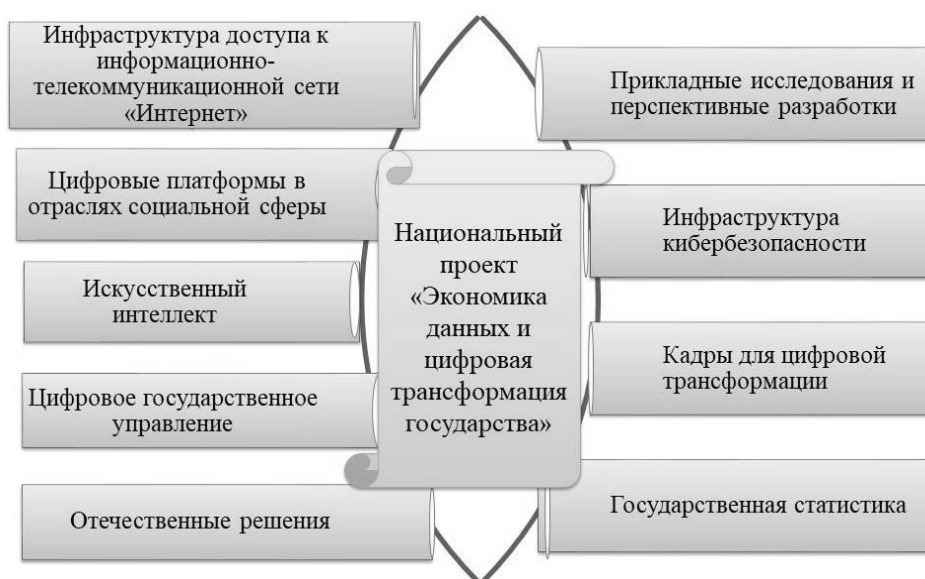 Инфраструктура доступа к
информационно-
телекоммуникационной сети
«Интернет»
Цифровые платформы в
отраслях социальной сферы
Искусственный
интеллект
Цифровое государственное
управление
Отечественные решения
Национальный
проект
«Экономика
данных и
цифровая
трансформация
государства»
Прикладные исследования и
перспективные разработки
Инфраструктура
кибербезопасности
Кадры для цифровой
трансформации
Государственная статистика